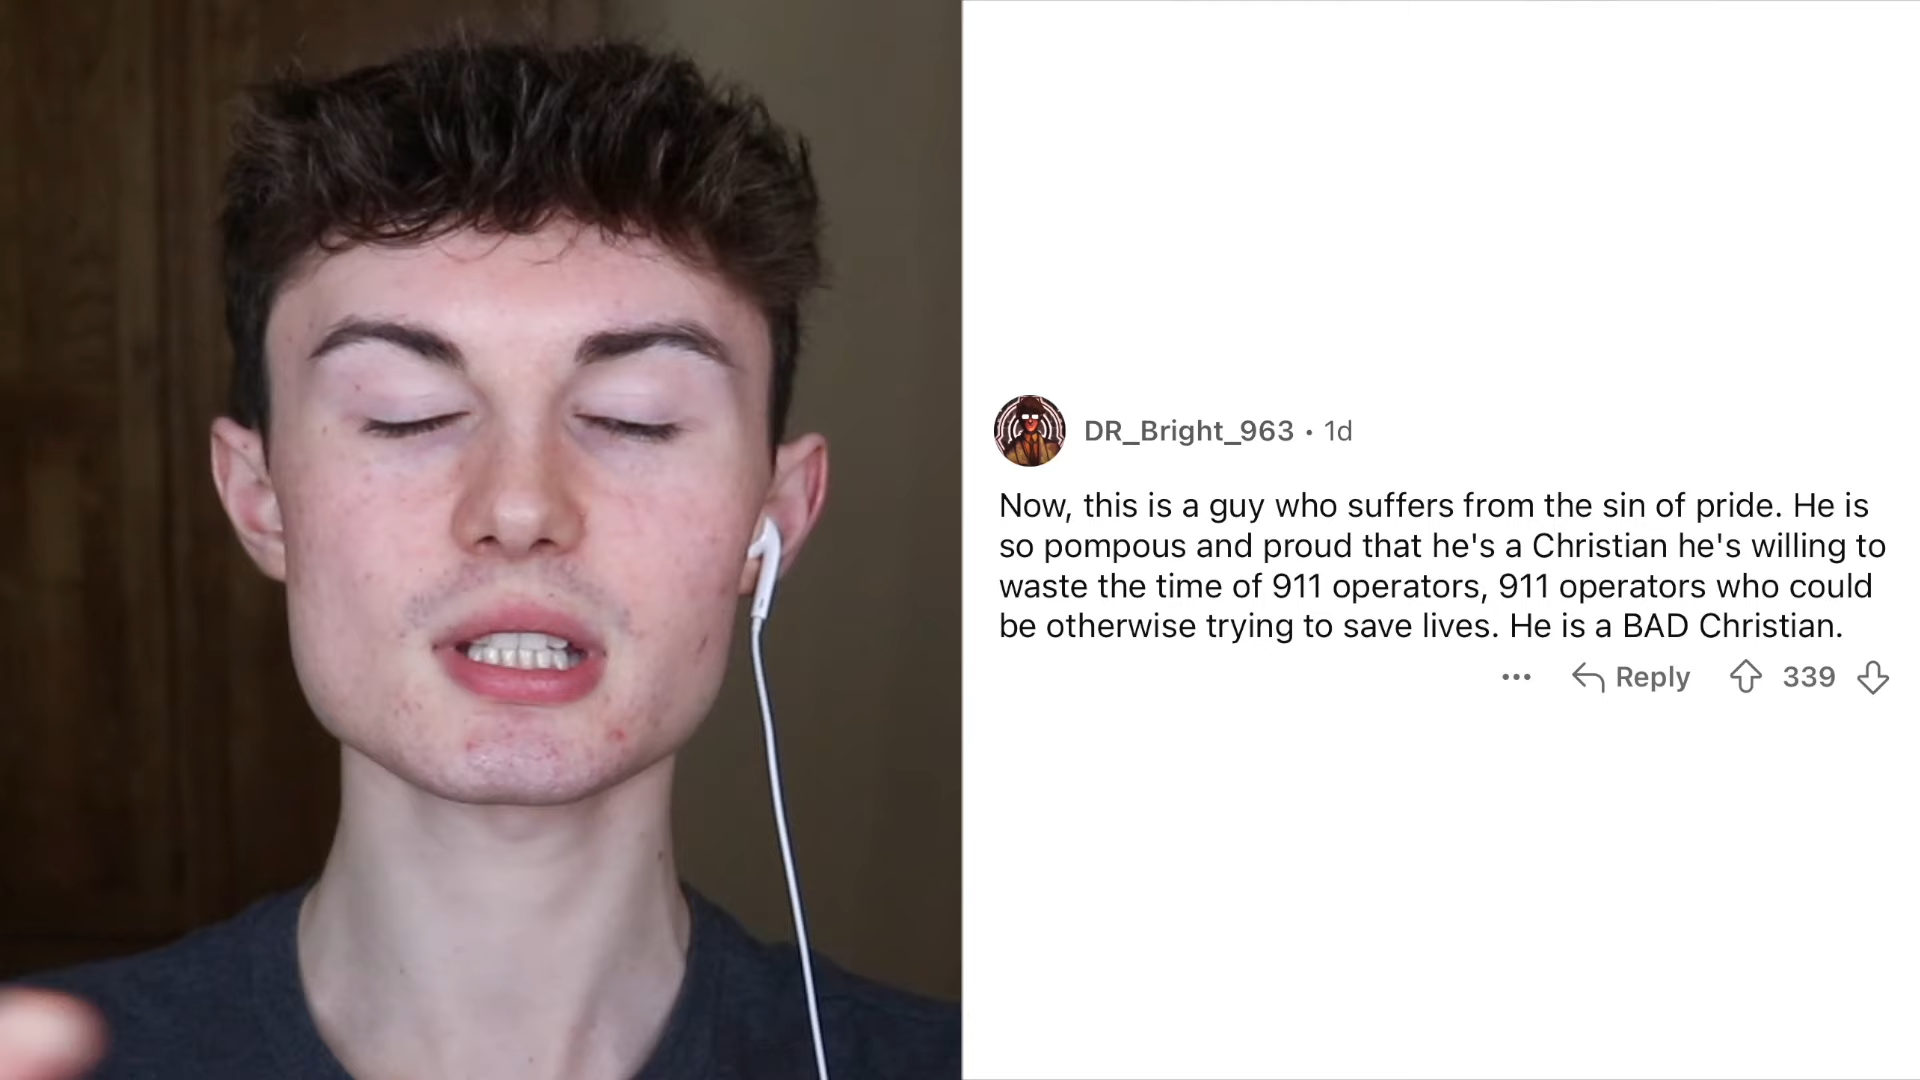 DR_Bright_963 • 1d
Now, this is a guy who suffers from the sin of pride. He is
so pompous and proud that he's a Christian he's willing to
waste the time of 911 operators, 911 operators who could
be otherwise trying to save lives. He is a BAD Christian.
... Reply 339